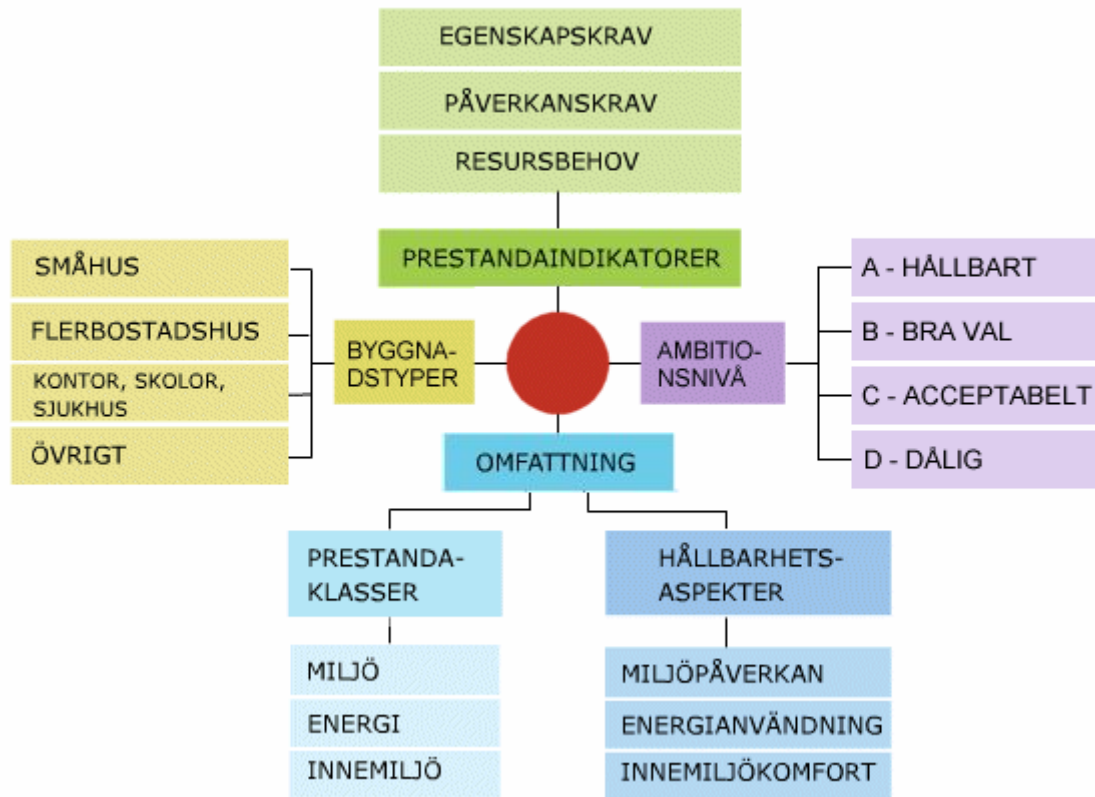 EGENSKAPSKRAV
PÅVERKANSKRAV
RESURSBEHOV
PRESTANDAINDIKATORER
SMÅHUS
FLERBOSTADSHUS
KONTOR, SKOLOR,
SJUKHUS
ÖVRIGT
BYGGNA-
DSTYPER
AMBITIO-
NSNIVÅ
A - HÅLLBART
B - BRA VAL
C - ACCEPTABELT
D - DÅLIG
OMFATTNING
PRESTANDA-
KLASSER
MILJÖ
ENERGI
INNEMILJÖ
HÅLLBARHETS-
ASPEKTER
MILJÖPÅVERKAN
ENERGIANVÄNDNING
INNEMILJÖKOMFORT